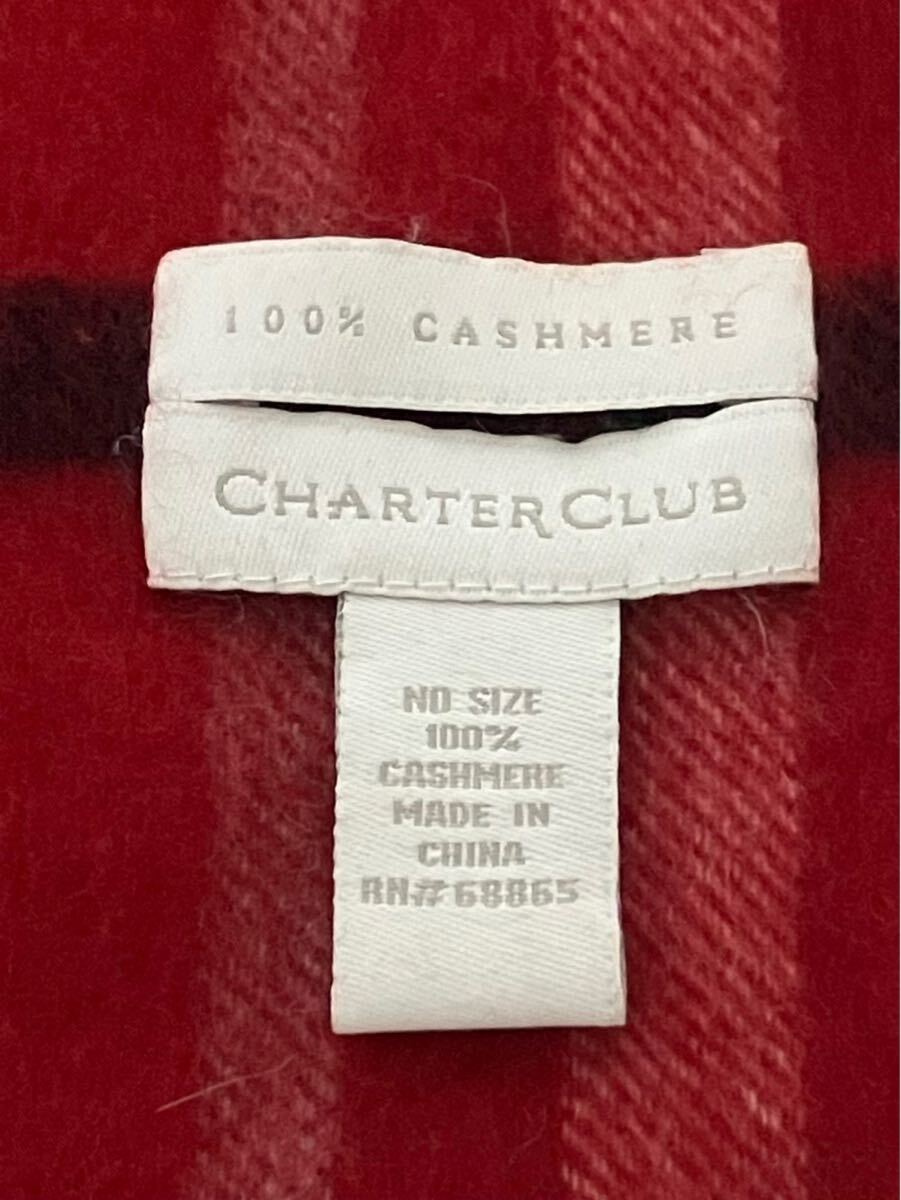 100% CASHMERE
CHARTER CLUB
NO SIZE
100%
CASHMERE
MADE IN
CHINA
RN# 68865